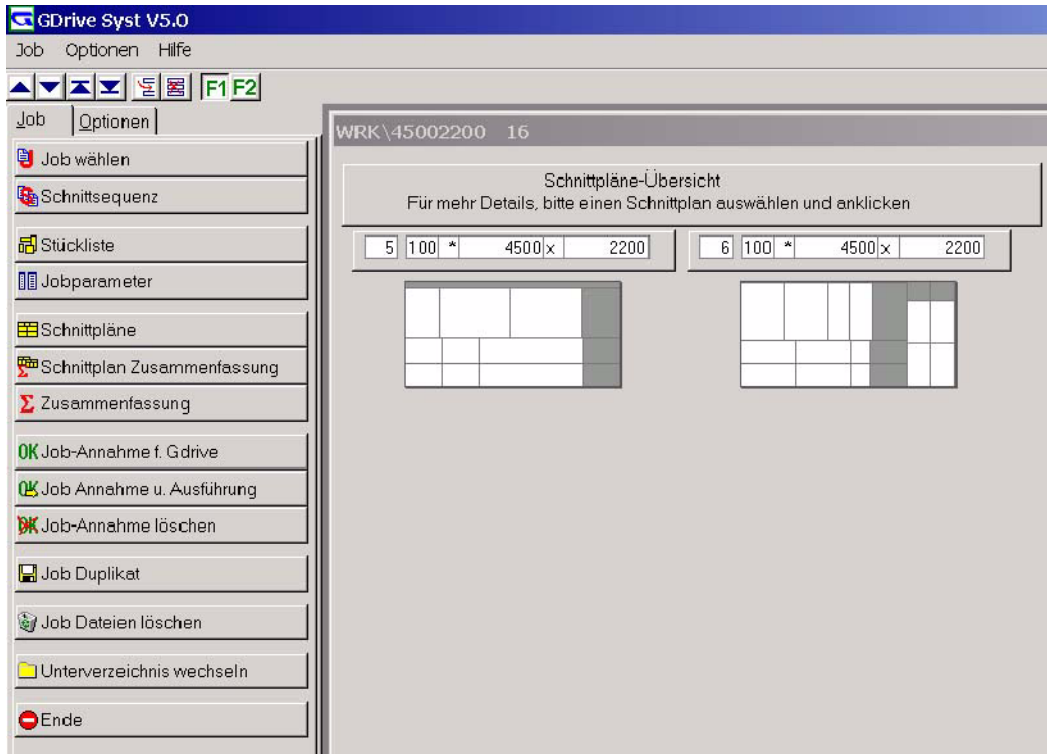 GDrive Syst V5.0
Job Optionen Hilfe
F1 F2
Job Optionen
Job wählen
Schnittsequenz
Stückliste
Jobparameter
Schnittpläne
Σ Schnittplan Zusammenfassung
Σ Zusammenfassung
OK Job-Annahme f. Gdrive
OK Job Annahme u. Ausführung
OK Job-Annahme löschen
Job Duplikat
Job Dateien löschen
Unterverzeichnis wechseln
Ende
WRK\45002200 16
Schnittpläne-Übersicht
Für mehr Details, bitte einen Schnittplan auswählen und anklicken
5 100 * 4500 x 2200
6 100 * 4500 x 2200